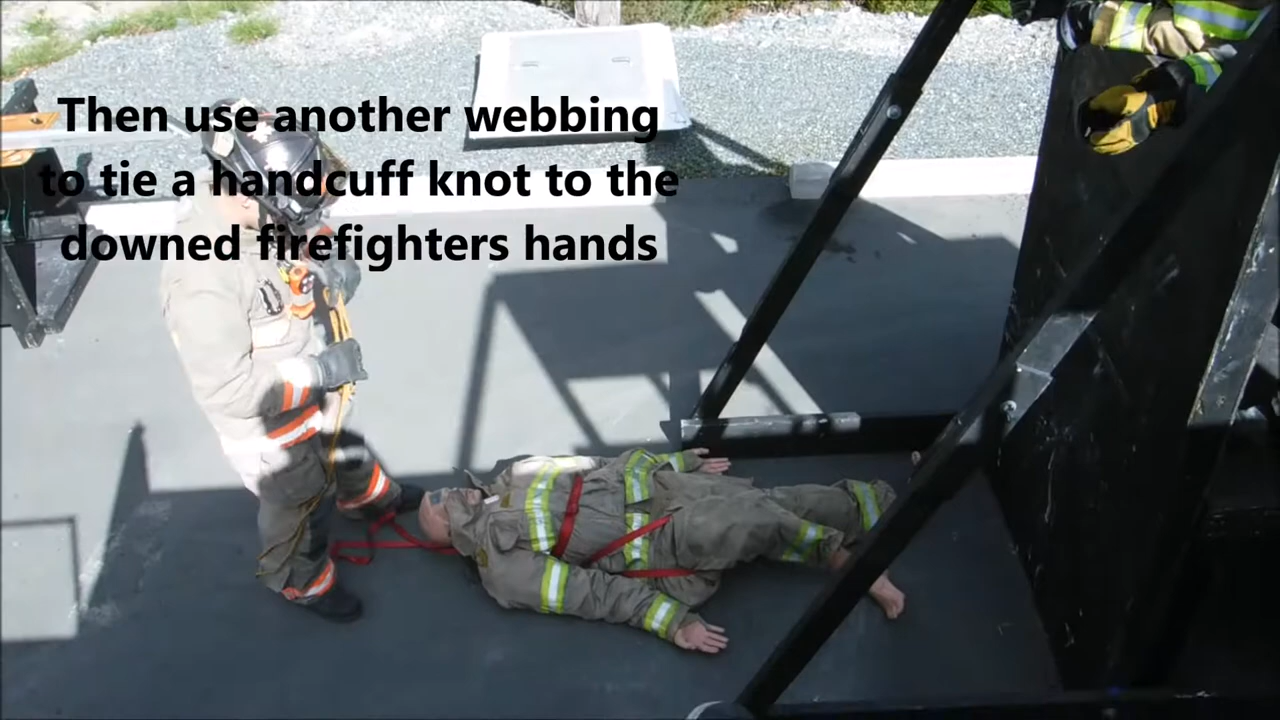 Then use another webbing
to tie a handcuff knot to the
downed firefighters hands